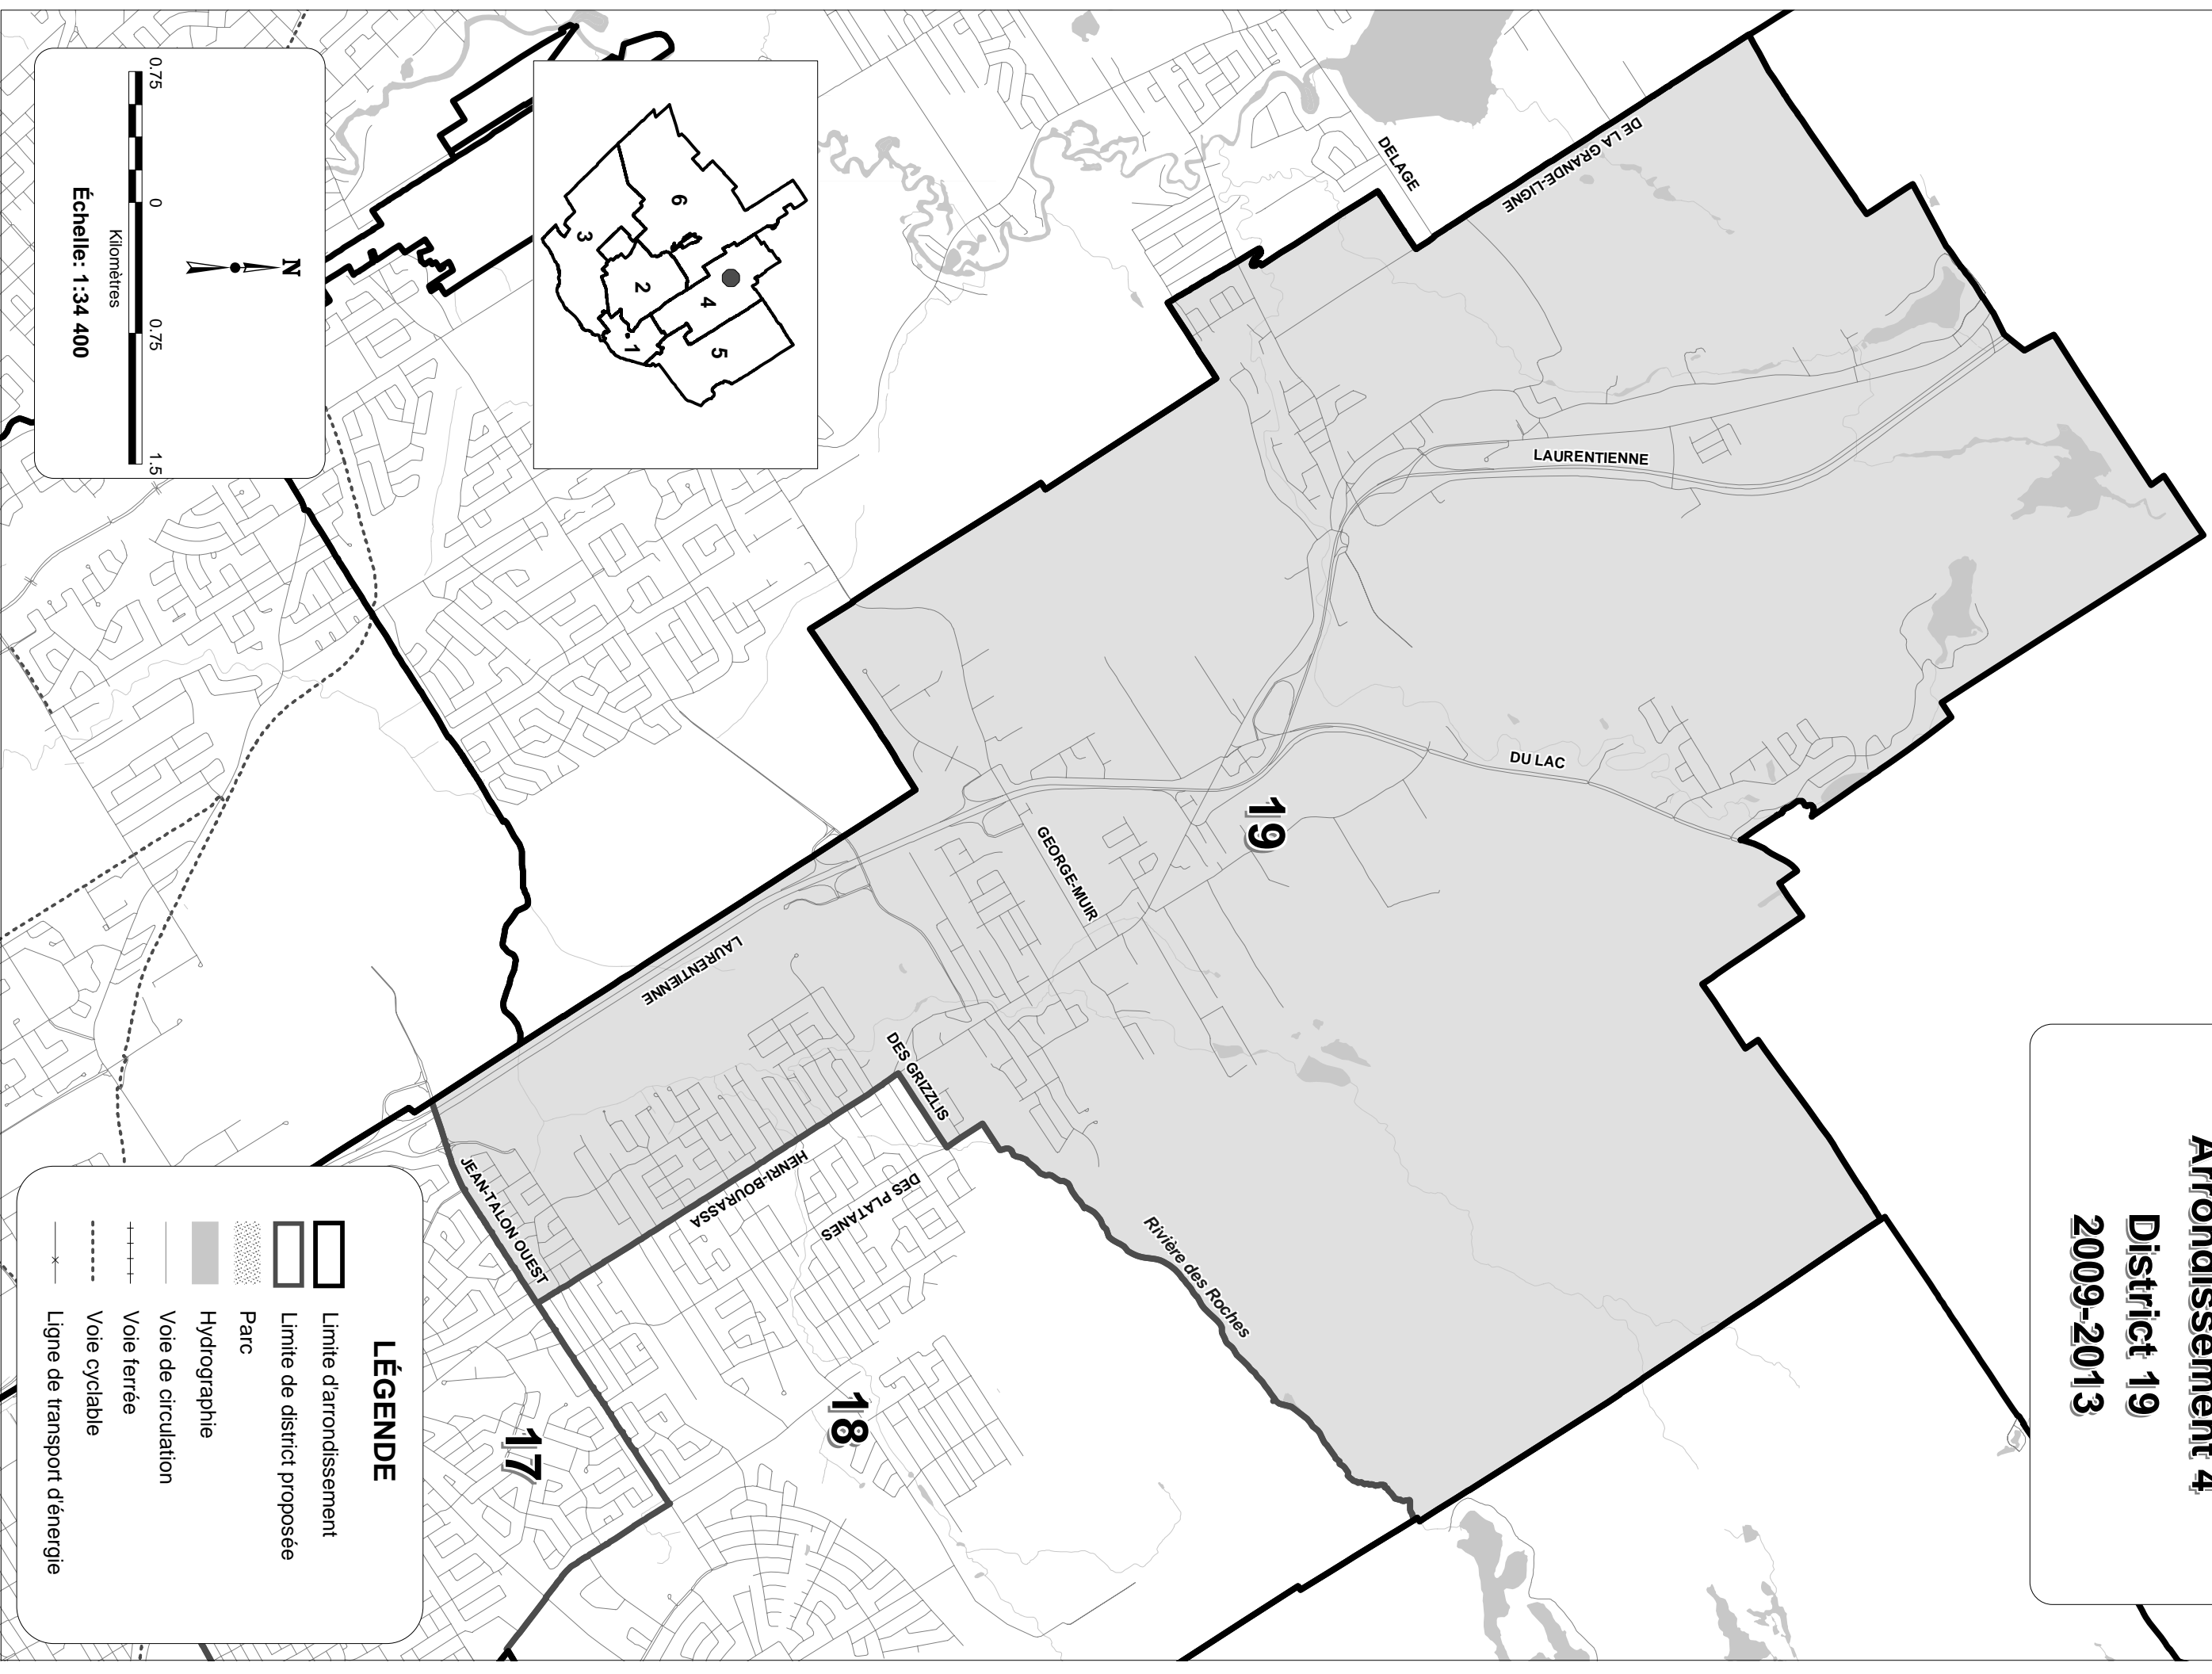 Arrondissement 4
District 19
2009-2013
DE LA GRANDE-LIGNE
DELAGE
LAURENTIENNE
DU LAC
19
GEORGE-MUIR
LAURENTIENNE
DES GRIZZLIS
HENRI-BOURASSA
DES PLATANES
JEAN-TALON OUEST
Rivière des Roches
18
17
6
3
2
4
5
1
N
0.75 0 0.75 1.5
Kilomètres
Échelle: 1:34 400
LÉGENDE
Limite d'arrondissement
Limite de district proposée
Parc
Hydrographie
Voie de circulation
Voie ferrée
Voie cyclable
Ligne de transport d'énergie